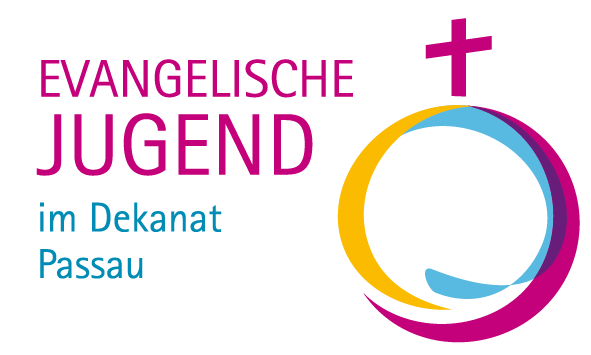 EVANGELISCHE
JUGEND
im Dekanat
Passau